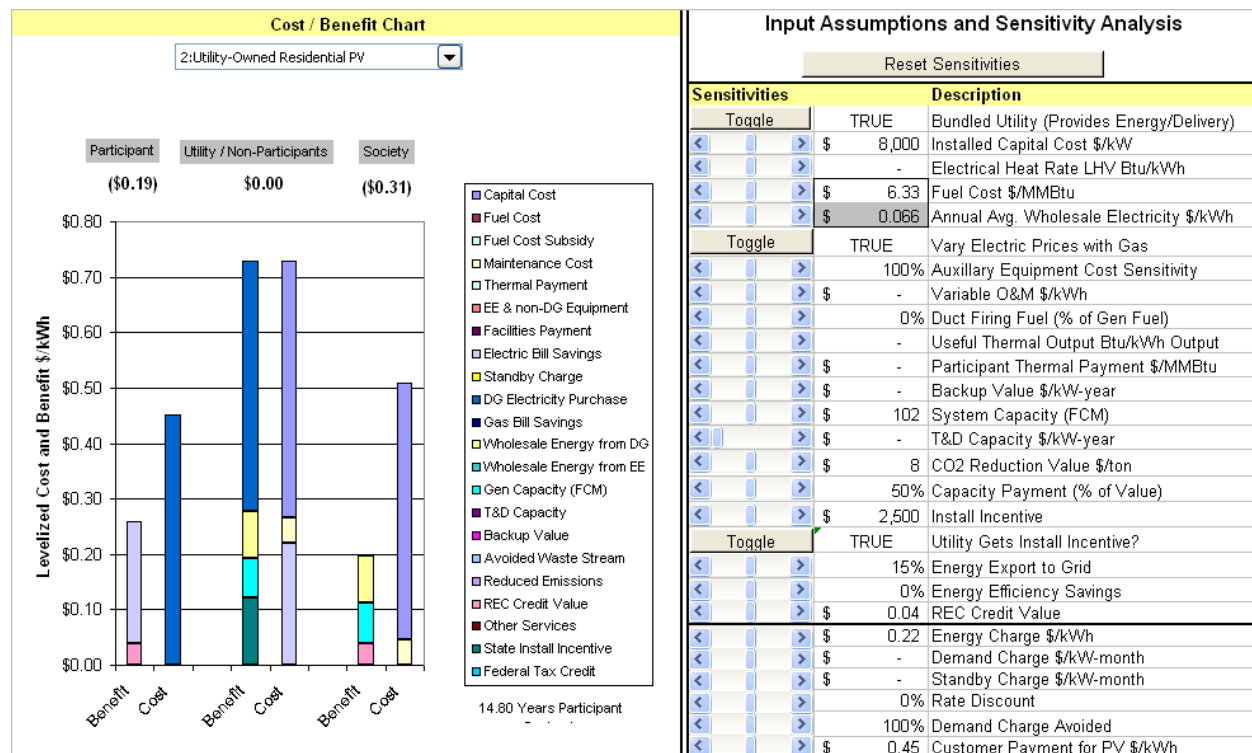 Cost / Benefit Chart
2:Utility-Owned Residential PV
Participant Utility / Non-Participants Society
($0.19) $0.00 ($0.31)
Levelized Cost and Benefit $/kWh
$0.80
$0.70
$0.60
$0.50
$0.40
$0.30
$0.20
$0.10
$0.00
Benefit Cost Benefit Cost Benefit Cost
Capital Cost
Fuel Cost
Fuel Cost Subsidy
Maintenance Cost
Thermal Payment
EE & non-DG Equipment
Facilities Payment
Electric Bill Savings
Standby Charge
DG Electricity Purchase
Gas Bill Savings
Wholesale Energy from DG
Wholesale Energy from EE
Gen Capacity (FCM)
T&D Capacity
Backup Value
Avoided Waste Stream
Reduced Emissions
REC Credit Value
Other Services
State Install Incentive
Federal Tax Credit
14.80 Years Participant
Input Assumptions and Sensitivity Analysis
Reset Sensitivities
Sensitivities Description
Toggle TRUE Bundled Utility (Provides Energy/Delivery)
$ 8,000 Installed Capital Cost $/kW
- Electrical Heat Rate LHV Btu/kWh
$ 6.33 Fuel Cost $/MMBtu
$ 0.066 Annual Avg. Wholesale Electricity $/kWh
Toggle TRUE Vary Electric Prices with Gas
100% Auxillary Equipment Cost Sensitivity
$ - Variable O&M $/kWh
0% Duct Firing Fuel (% of Gen Fuel)
- Useful Thermal Output Btu/kWh Output
$ - Participant Thermal Payment $/MMBtu
$ - Backup Value $/kW-year
$ 102 System Capacity (FCM)
$ - T&D Capacity $/kW-year
$ 8 CO2 Reduction Value $/ton
50% Capacity Payment (% of Value)
$ 2,500 Install Incentive
Toggle TRUE Utility Gets Install Incentive?
15% Energy Export to Grid
0% Energy Efficiency Savings
$ 0.04 REC Credit Value
$ 0.22 Energy Charge $/kWh
$ - Demand Charge $/kW-month
$ - Standby Charge $/kW-month
0% Rate Discount
100% Demand Charge Avoided
$ 0.45 Customer Payment for PV $/kWh